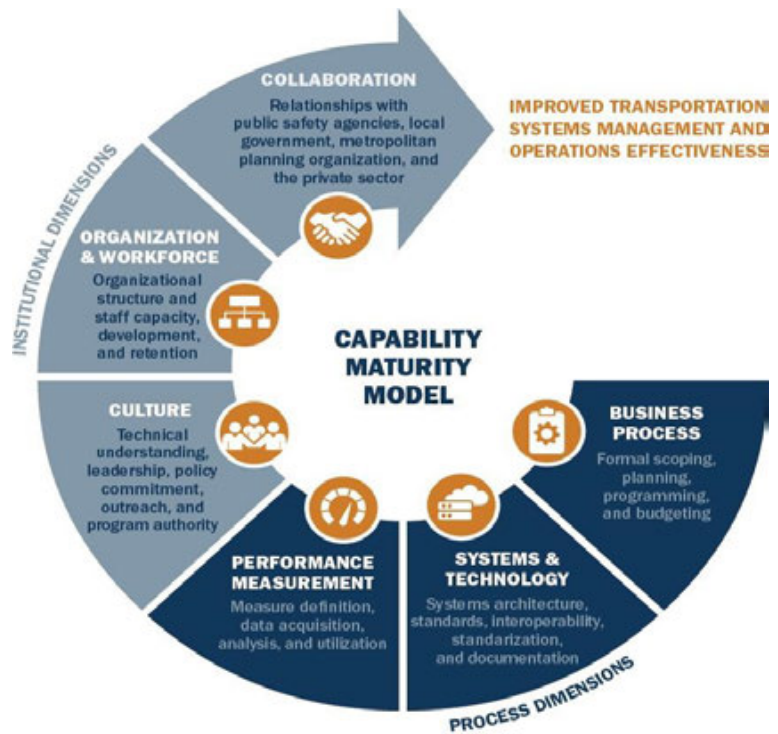 COLLABORATION
Relationships with
public safety agencies, local
government, metropolitan
planning organization, and
the private sector
IMPROVED TRANSPORTATION
SYSTEMS MANAGEMENT AND
OPERATIONS EFFECTIVENESS
INSTITUTIONAL DIMENSIONS
ORGANIZATION
& WORKFORCE
Organizational
structure and
staff capacity,
development,
and retention
CAPABILITY
MATURITY
MODEL
CULTURE
Technical
understanding,
leadership, policy
commitment,
outreach, and
program authority
BUSINESS
PROCESS
Formal scoping,
planning,
programming,
and budgeting
PERFORMANCE
MEASUREMENT
Measure definition,
data acquisition,
analysis, and utilization
SYSTEMS &
TECHNOLOGY
Systems architecture,
standards, interoperability,
standarization,
and documentation
PROCESS DIMENSIONS